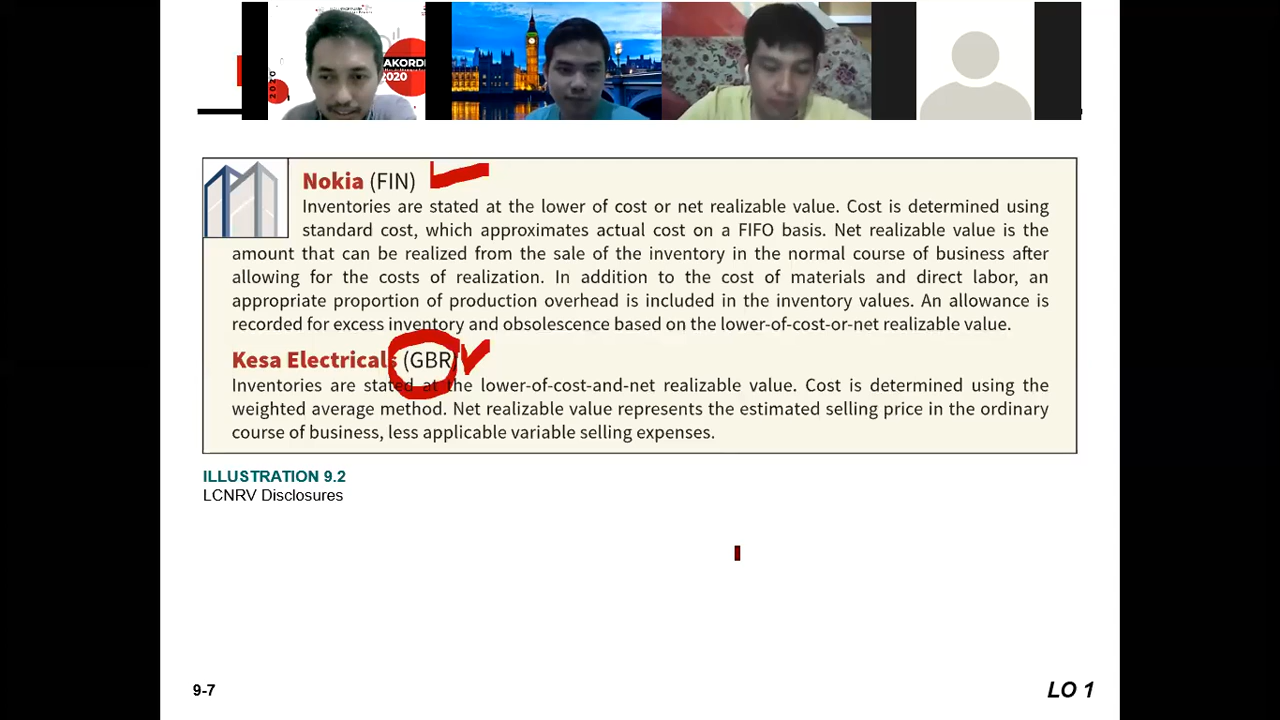 AKORD
2020
2020
Nokia (FIN)
Inventories are stated at the lower of cost or net realizable value. Cost is determined using
standard cost, which approximates actual cost on a FIFO basis. Net realizable value is the
amount that can be realized from the sale of the inventory in the normal course of business after
allowing for the costs of realization. In addition to the cost of materials and direct labor, an
appropriate proportion of production overhead is included in the inventory values. An allowance is
recorded for excess inventory and obsolescence based on the lower-of-cost-or-net realizable value.
Kesa Electricals (GBR)
Inventories are stated at the lower-of-cost-and-net realizable value. Cost is determined using the
weighted average method. Net realizable value represents the estimated selling price in the ordinary
course of business, less applicable variable selling expenses.
ILLUSTRATION 9.2
LCNRV Disclosures
9-7
LO 1